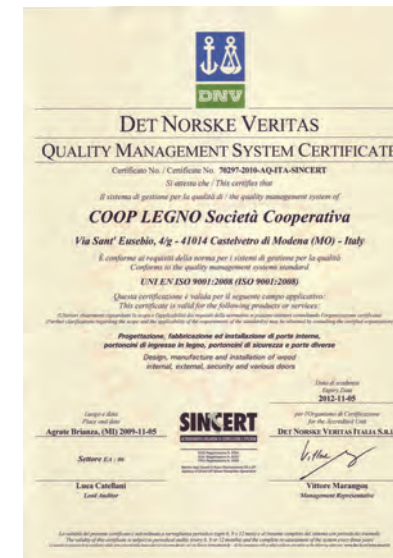 DNV
DET NORSKE VERITAS
QUALITY MANAGEMENT SYSTEM CERTIFICATE
Certificato No. / Certificate No. 70297-2010-AQ-ITA-SINCERT
Si attesta che / This certifies that
Il sistema di gestione per la qualità di / the quality management system of
COOP LEGNO Società Cooperativa
Via Sant' Eusebio, 4/g - 41014 Castelvetro di Modena (MO) - Italy
È conforme ai requisiti della norma per i sistemi di gestione per la qualità
Conforms to the quality management systems standard
UNI EN ISO 9001:2008 (ISO 9001:2008)
Questa certificazione è valida per il seguente campo applicativo:
This certificate is valid for the following products or services:
Progettazione, fabbricazione ed installazione di porte interne,
portoncini di ingresso in legno, portoncini di sicurezza e porte diverse
Design, manufacture and installation of wood
internal, external, security and various doors
Data di scadenza
Expiry Date
2012-11-05
Luogo e data
Place and date
Agrate Brianza, (MI) 2009-11-05
SINCERT
per l'Organismo di Certificazione
for the Accredited Unit
DET NORSKE VERITAS ITALIA S.R.L.
Settore EA : 06
Luca Catellani
Lead Auditor
Vittore Marangon
Management Representative